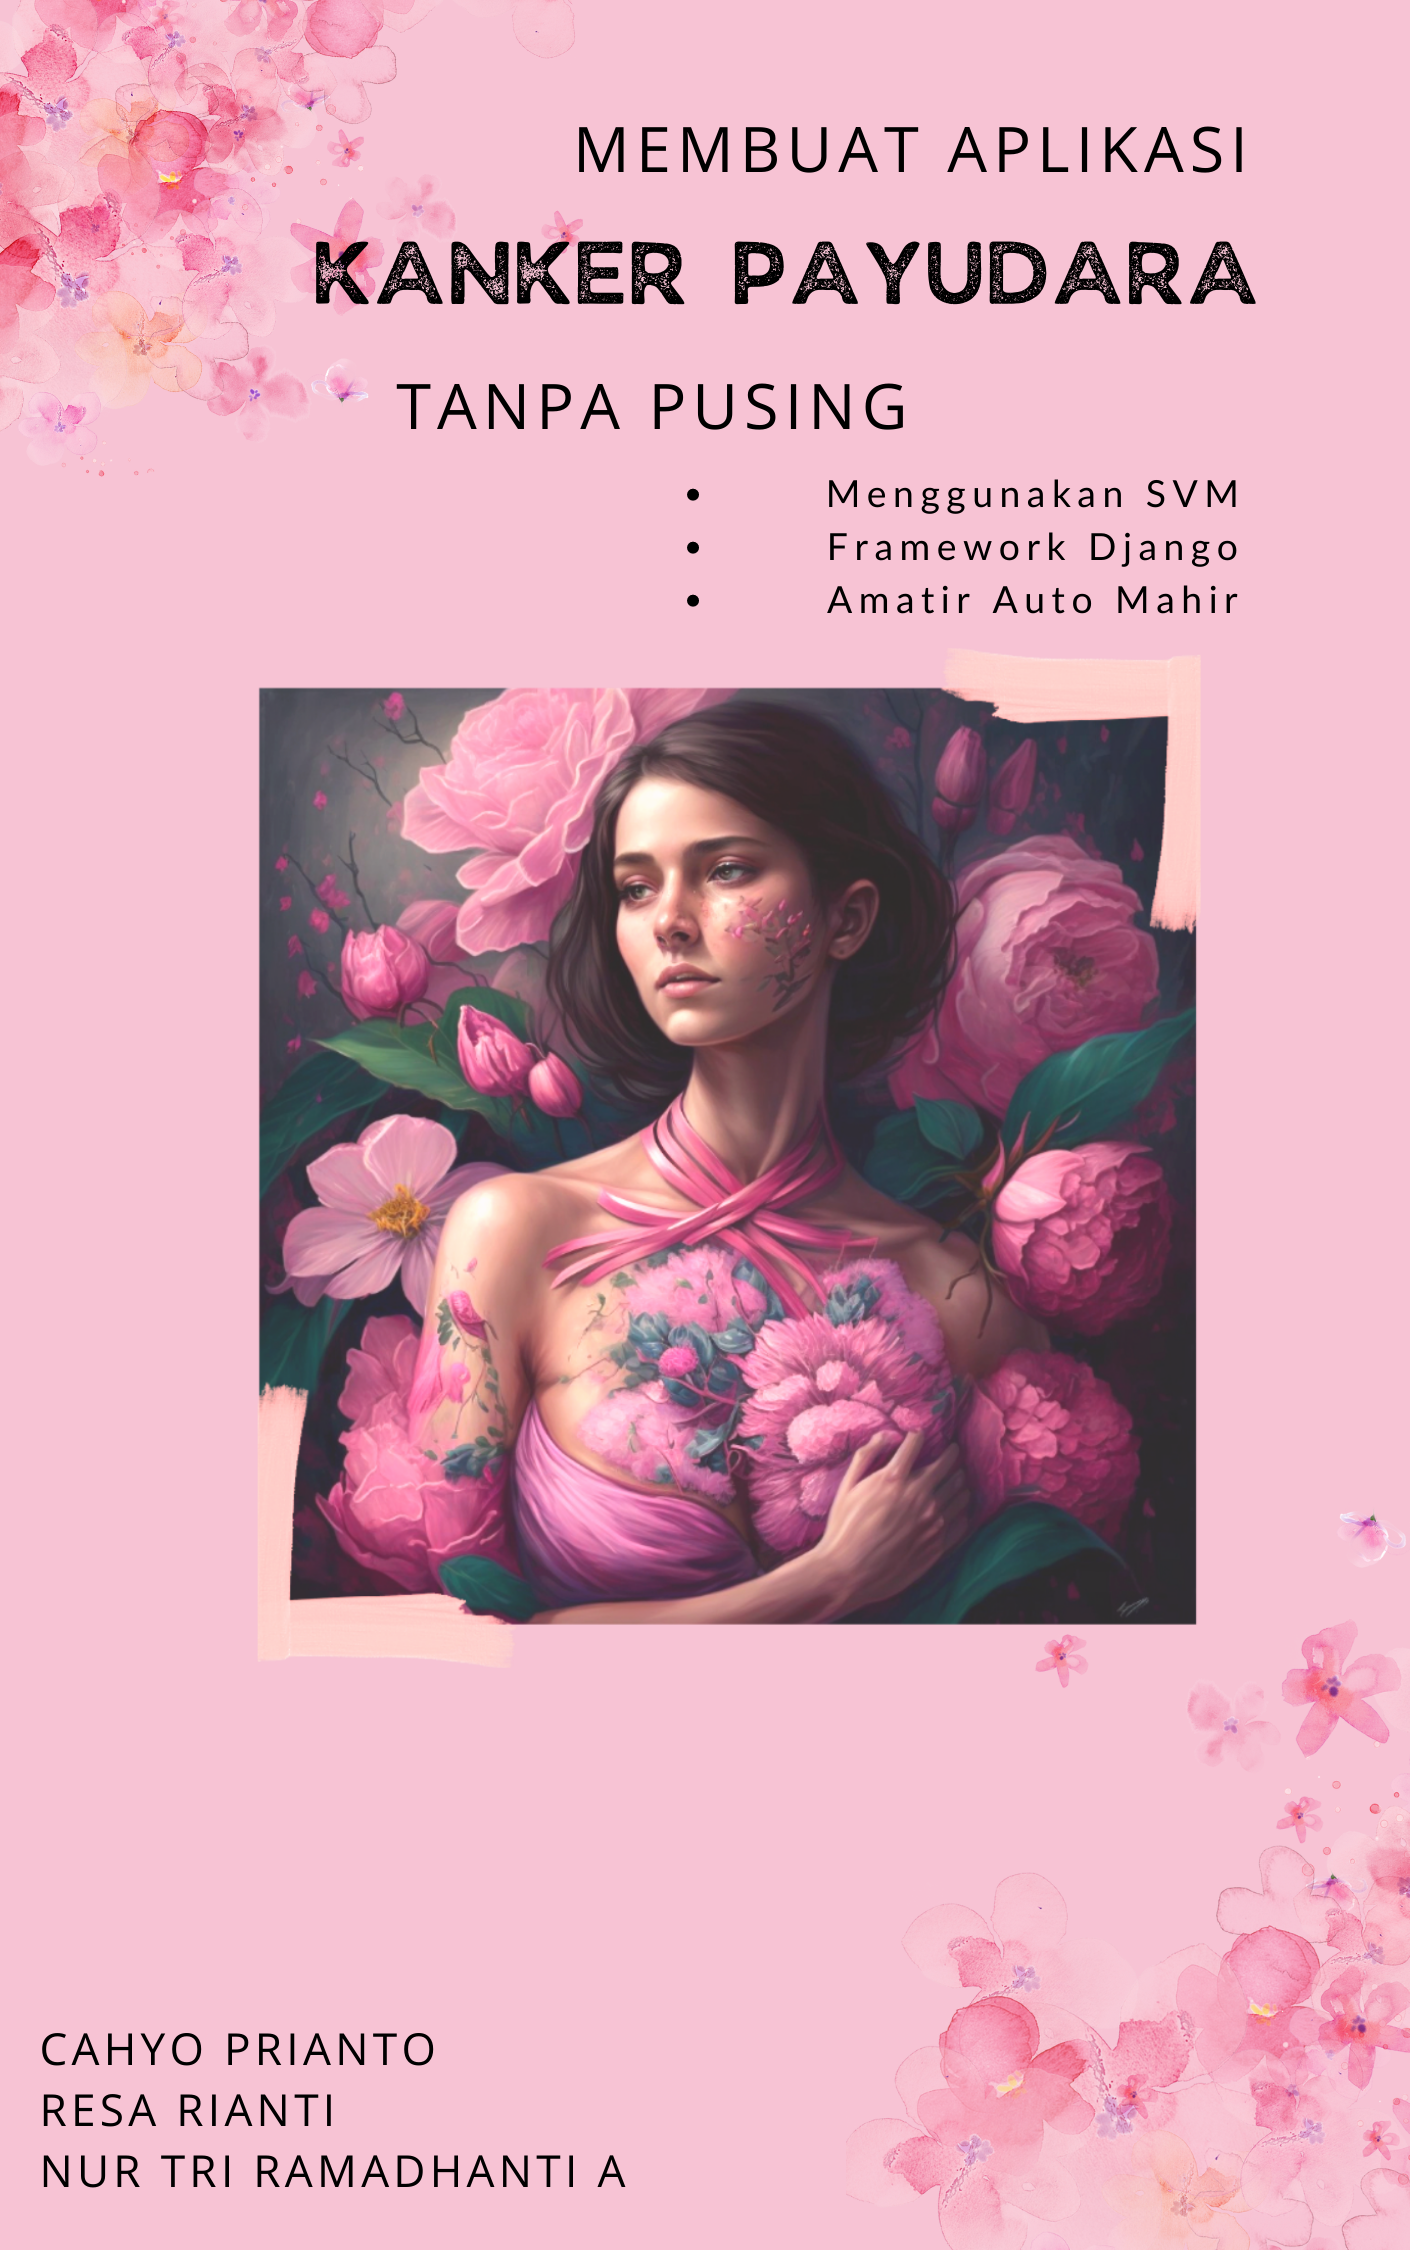 MEMBUAT APLIKASI
KANKER PAYUDARA
TANPA PUSING
• Menggunakan SVM
• Framework Django
• Amatir Auto Mahir
CAHYO PRIANTO
RESA RIANTI
NUR TRI RAMADHANTI A